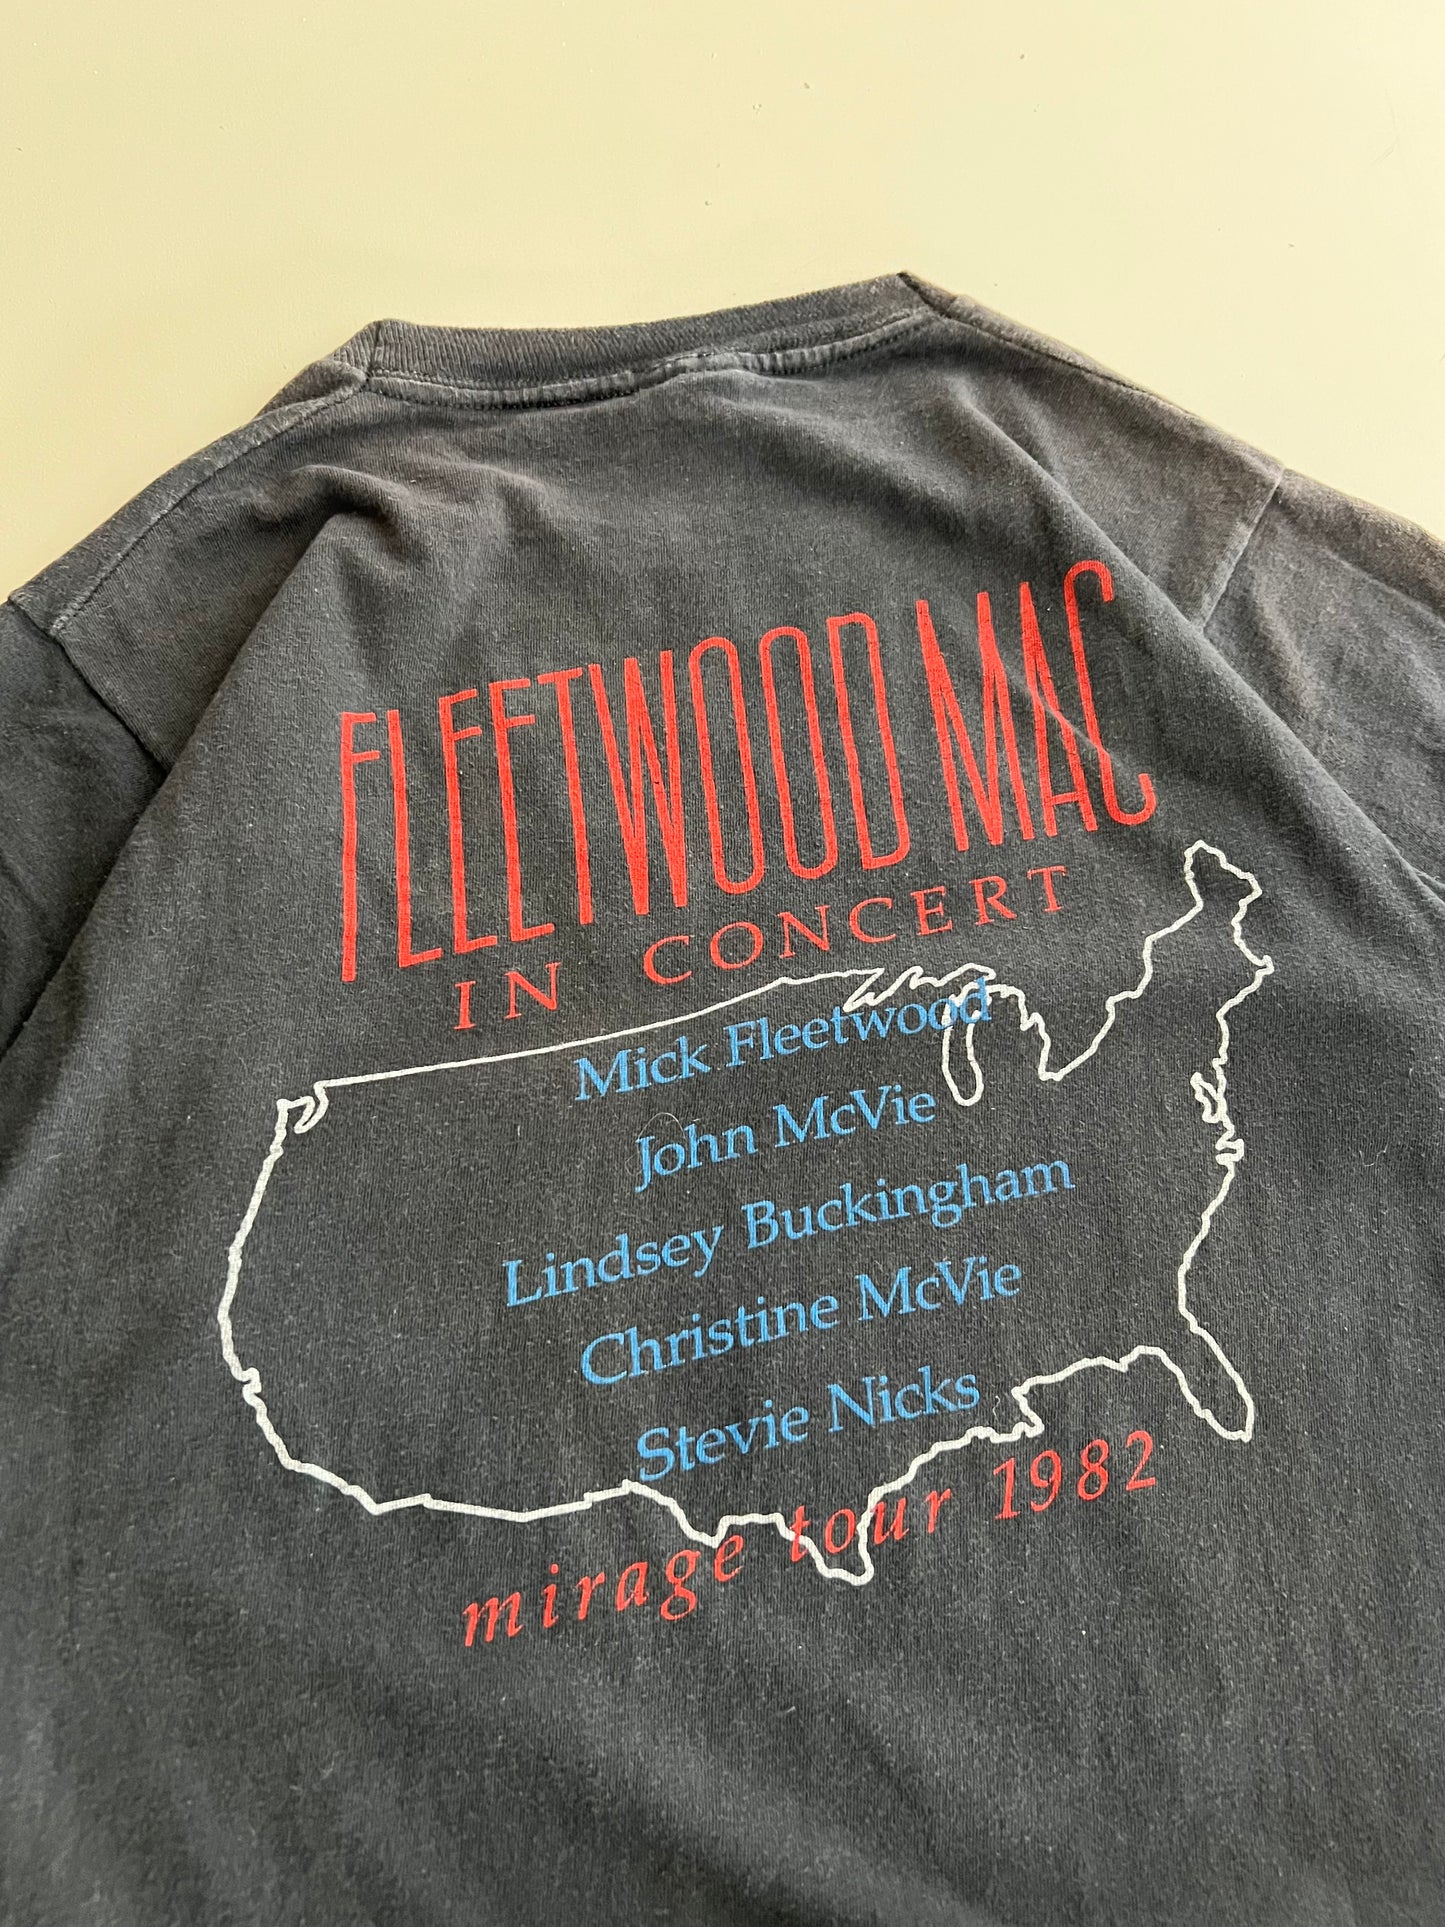 FLEETWOOD MAC
IN CONCERT
Mick Fleetwood
John McVie
Lindsey Buckingham
Christine McVie
Stevie Nicks
mirage tour 1982